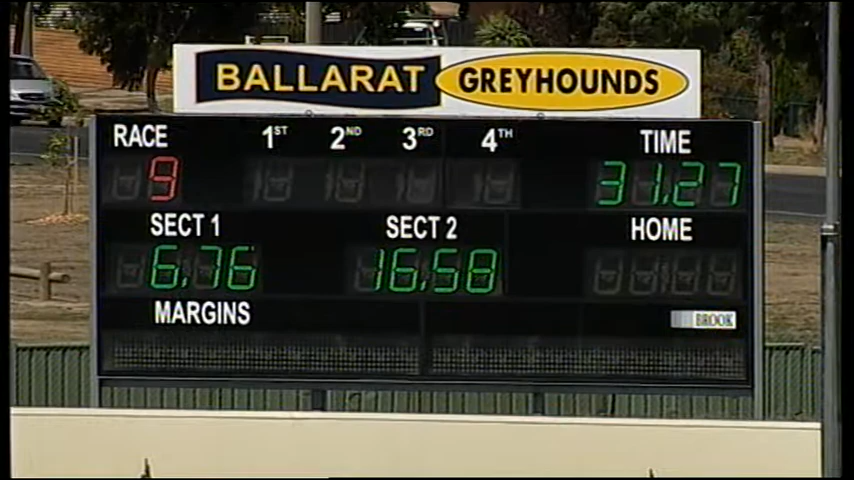 BALLARAT GREYHOUNDS
RACE 1ST 2ND 3RD 4TH TIME
9 31.27
SECT 1 SECT 2 HOME
6.76 16.58
MARGINS
BROOK